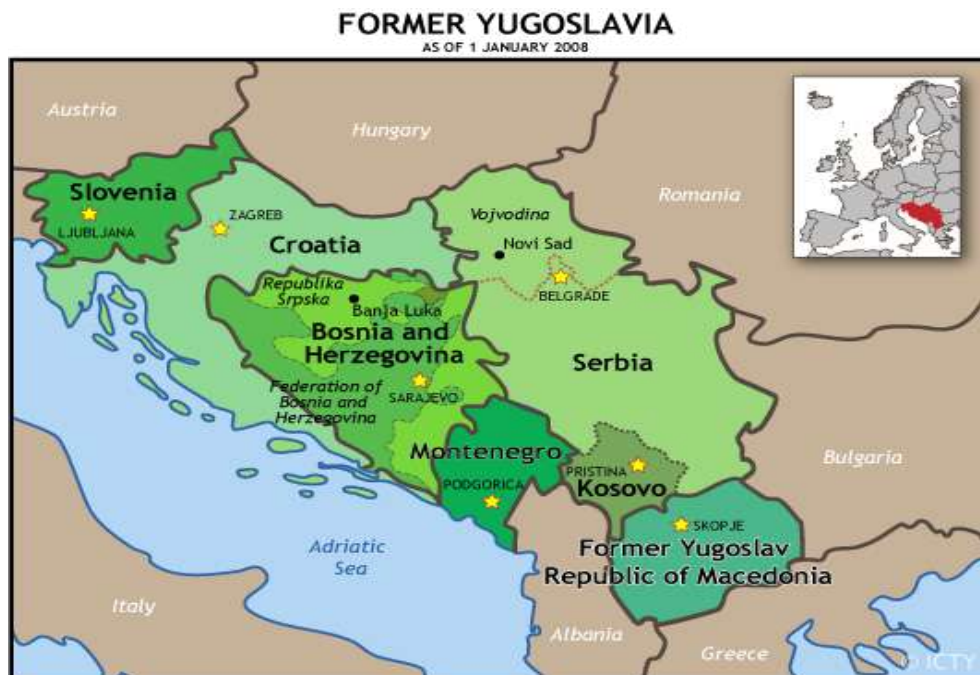 FORMER YUGOSLAVIA
AS OF 1 JANUARY 2008
Austria
Hungary
Romania
Slovenia
LJUBLJANA
ZAGREB
Croatia
Vojvodina
Novi Sad
BELGRADE
Republika
Srpska
Banja Luka
Bosnia and
Herzegovina
Serbia
Federation of
Bosnia and
Herzegovina
SARAJEVO
Montenegro
PODGORICA
PRISTINA
Kosovo
Bulgaria
SKOPJE
Former Yugoslav
Republic of Macedonia
Adriatic
Sea
Italy
Albania
Greece
© ICTY